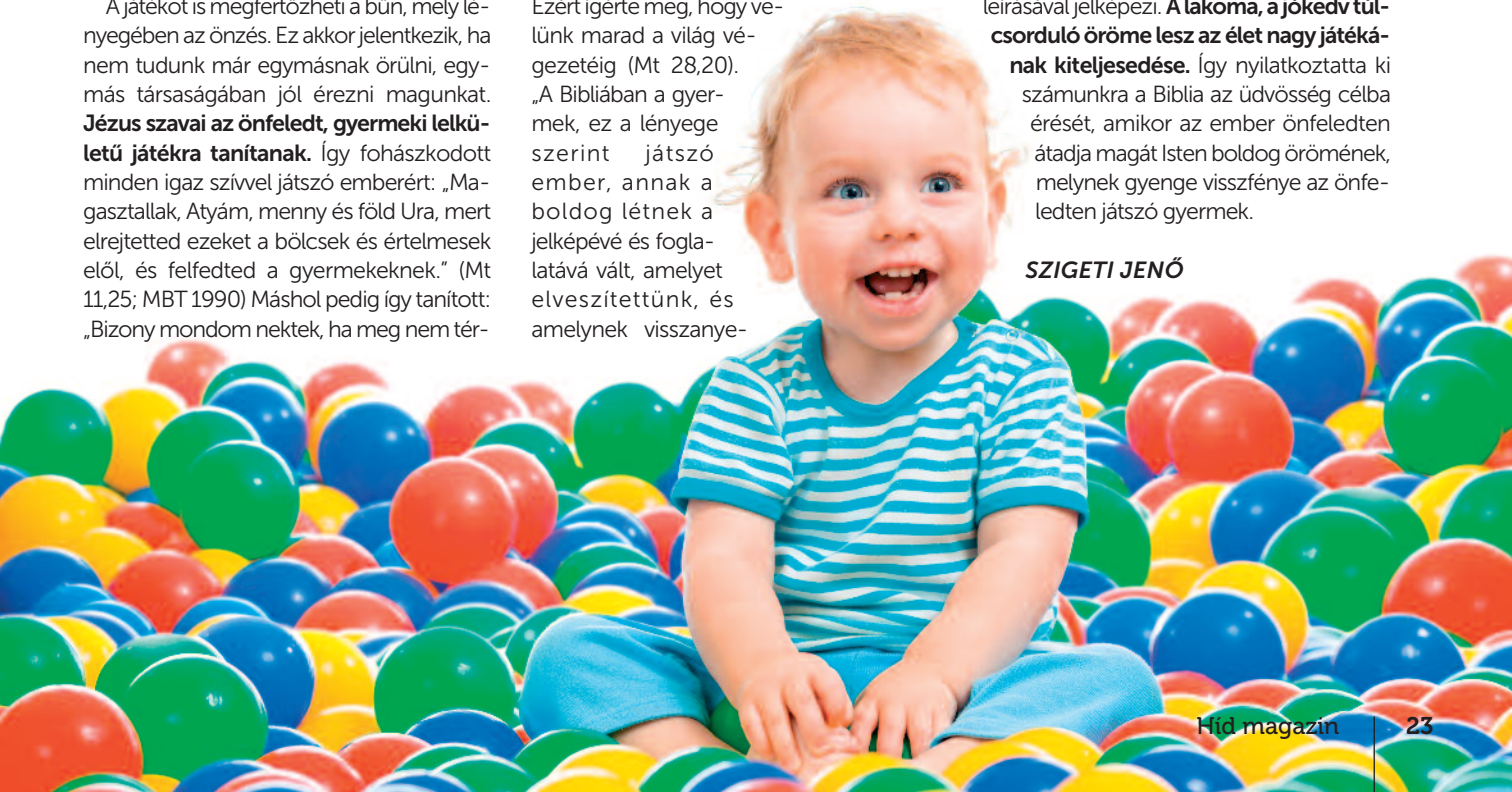 A játékot is megfertőzheti a bűn, mely lé-
nyegében az önzés. Ez akkor jelentkezik, ha
nem tudunk már egymásnak örülni, egy-
más társaságában jól érezni magunkat.
Jézus szavai az önfeledt, gyermeki lelkü-
letű játékra tanítanak. Így fohászkodott
minden igaz szívvel játszó emberért: „Ma-
gasztallak, Atyám, menny és föld Ura, mert
elrejtetted ezeket a bölcsek és értelmesek
elől, és felfedted a gyermekeknek.” (Mt
11,25; MBT 1990) Máshol pedig így tanított:
„Bizony mondom nektek, ha meg nem tér-
Ezért ígérte meg, hogy ve-
lünk marad a világ vé-
gezetéig (Mt 28,20).
„A Bibliában a gyer-
mek, ez a lényege
szerint játszó
ember, annak a
boldog létnek a
jelképévé és fogla-
latává vált, amelyet
elveszítettünk, és
amelynek visszanye-
leírásával jelképezi. A lakoma, a jókedv túl-
csorduló öröme lesz az élet nagy játéká-
nak kiteljesedése. Így nyilatkoztatta ki
számunkra a Biblia az üdvösség célba
érését, amikor az ember önfeledten
átadja magát Isten boldog örömének,
melynek gyenge visszfénye az önfe-
ledten játszó gyermek.
SZIGETI JENŐ
Híd magazin
23